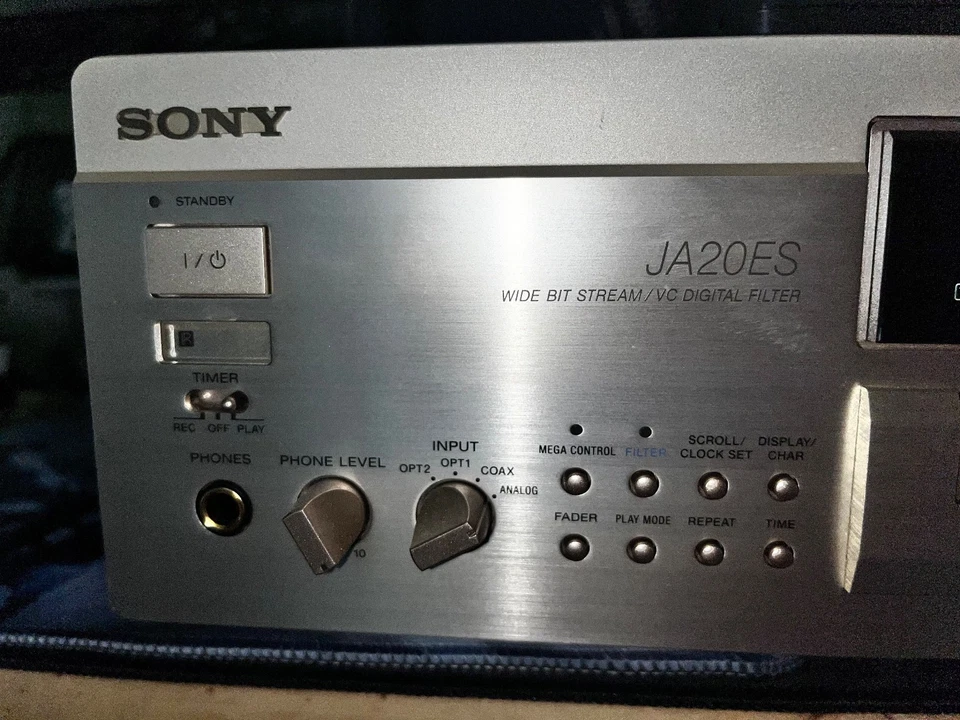 SONY
STANDBY
I / ⏻
JA20ES
WIDE BIT STREAM / VC DIGITAL FILTER
R
TIMER
REC OFF PLAY
PHONES
PHONE LEVEL
10
INPUT
OPT2 OPT1 COAX
ANALOG
MEGA CONTROL
FILTER
SCROLL/
CLOCK SET
DISPLAY/
CHAR
FADER
PLAY MODE
REPEAT
TIME